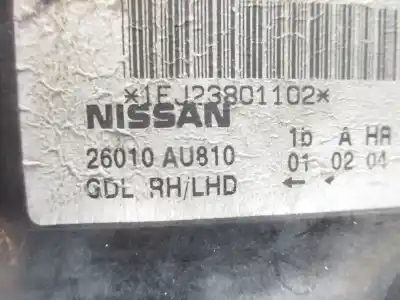 *1EJ23801102*
NISSAN
26010 AU810
GDL RH/LHD
1b A HR
01 02 04